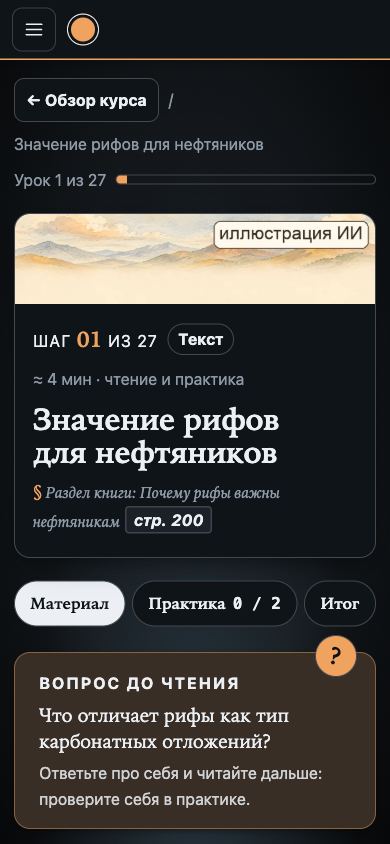 ← Обзор курса /
Значение рифов для нефтяников
Урок 1 из 27
иллюстрация ИИ
ШАГ 01 ИЗ 27 Текст
≈ 4 мин · чтение и практика
Значение рифов
для нефтяников
§ Раздел книги: Почему рифы важны
нефтяникам стр. 200
Материал Практика 0 / 2 Итог
?
ВОПРОС ДО ЧТЕНИЯ
Что отличает рифы как тип
карбонатных отложений?
Ответьте про себя и читайте дальше:
проверите себя в практике.